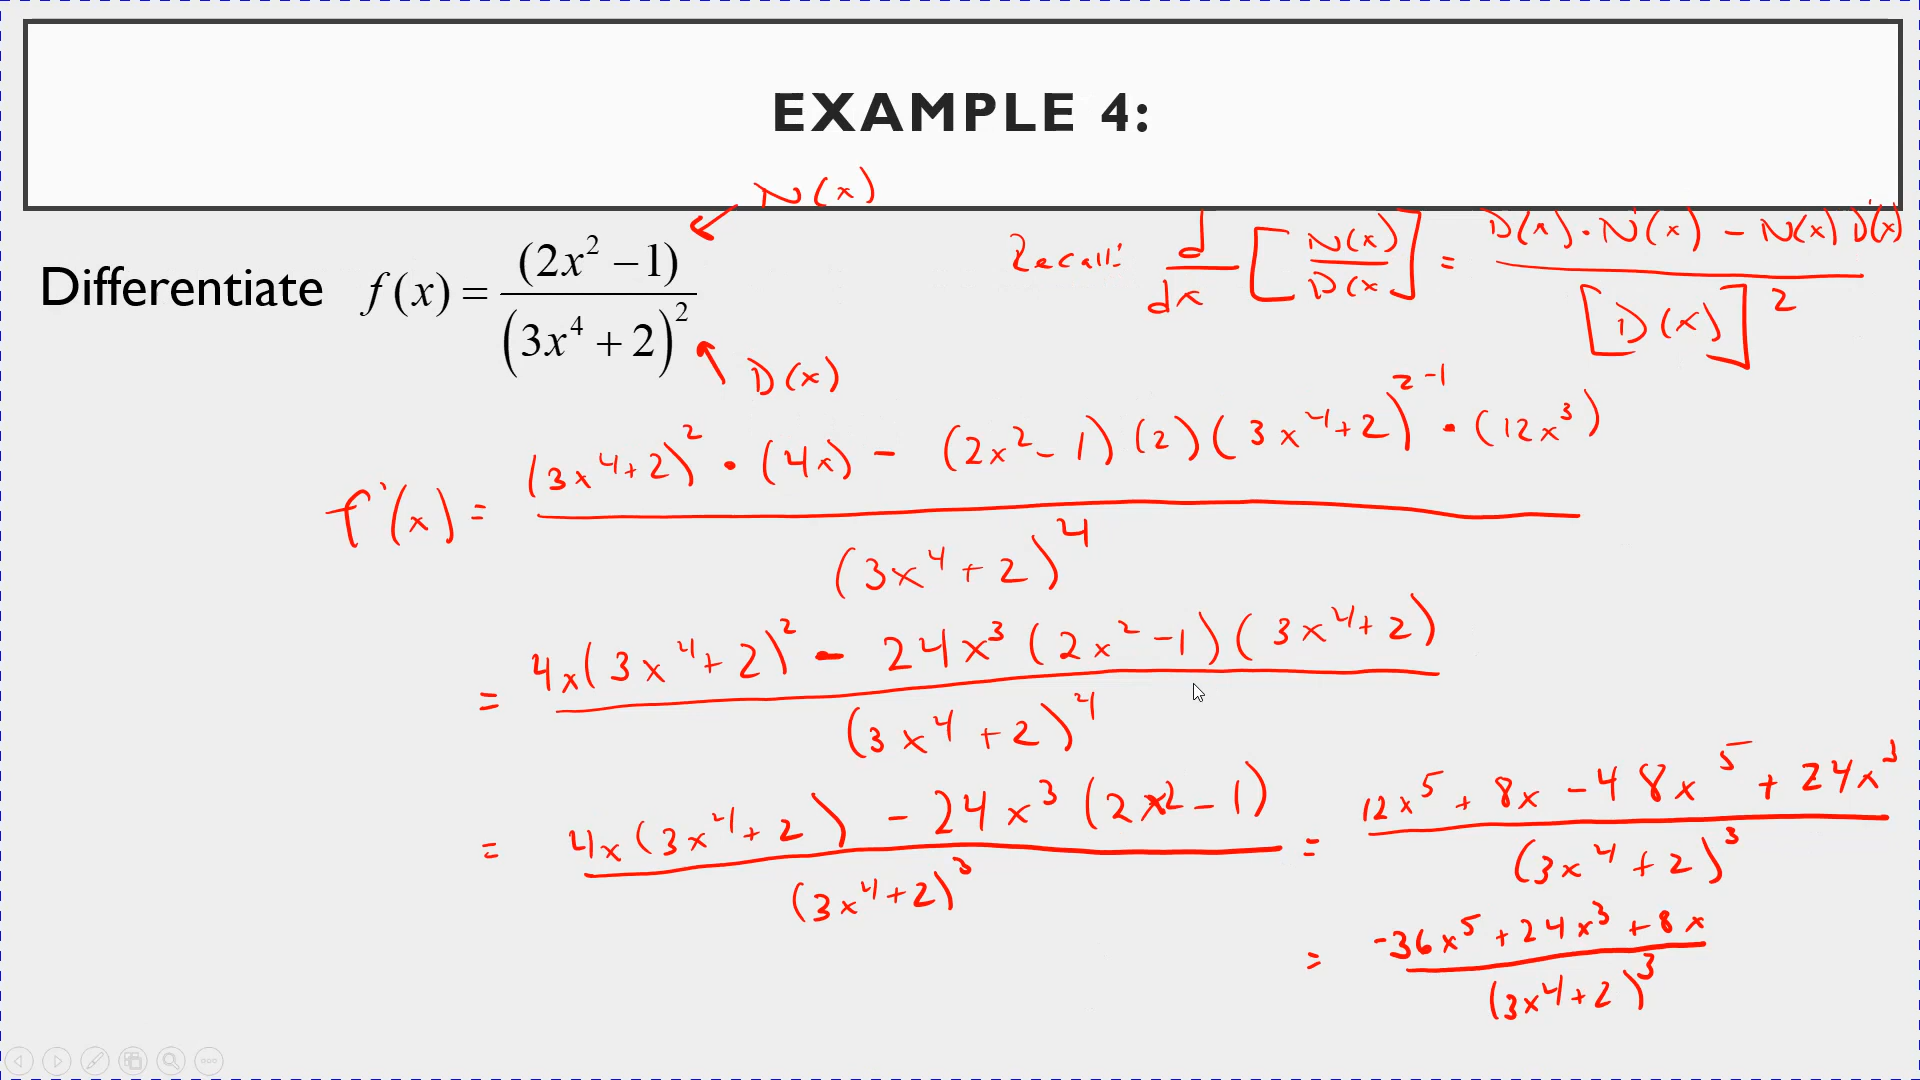 EXAMPLE 4:
N(x)
Differentiate f(x) = (2x² − 1) / (3x⁴ + 2)²
D(x)
Recall: d/dx [N(x)/D(x] = D(x) · N'(x) − N(x) D'(x) / [D(x)]²
f'(x) = (3x⁴+2)² · (4x) − (2x² − 1)(2)(3x⁴+2)²⁻¹ · (12x³) / (3x⁴ + 2)⁴
= 4x(3x⁴+2)² − 24x³(2x² − 1)(3x⁴+2) / (3x⁴ + 2)⁴
= 4x(3x⁴+2) − 24x³(2x² − 1) / (3x⁴+2)³ = 12x⁵ + 8x − 48x⁵ + 24x³ / (3x⁴ + 2)³
= -36x⁵ + 24x³ + 8x / (3x⁴+2)³